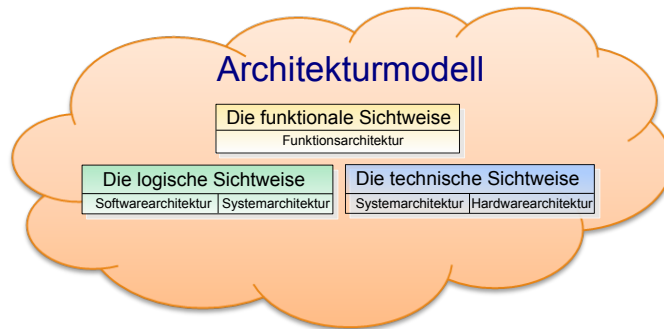 Architekturmodell
Die funktionale Sichtweise
Funktionsarchitektur
Die logische Sichtweise
Softwarearchitektur Systemarchitektur
Die technische Sichtweise
Systemarchitektur Hardwarearchitektur